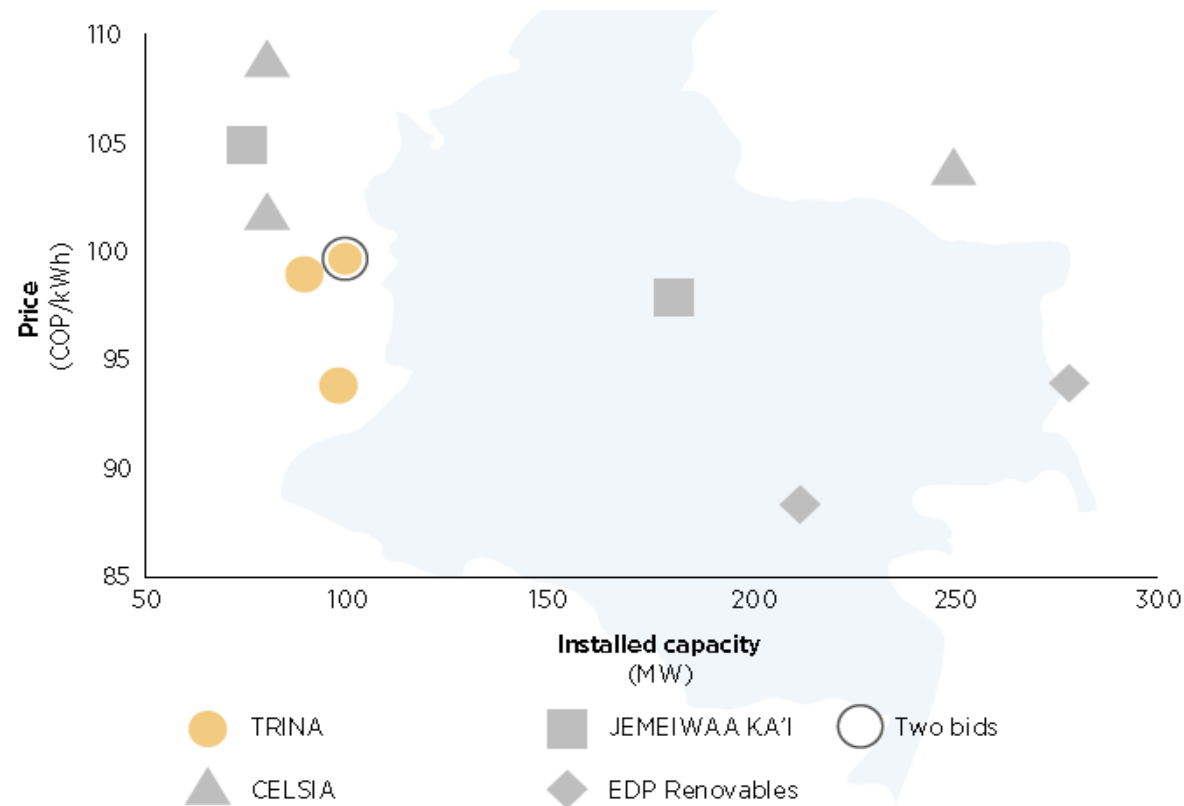 110
105
100
95
90
85
Price
(COP/kWh)
50 100 150 200 250 300
Installed capacity
(MW)
TRINA JEMEIWAA KA'I Two bids
CELSIA EDP Renovables